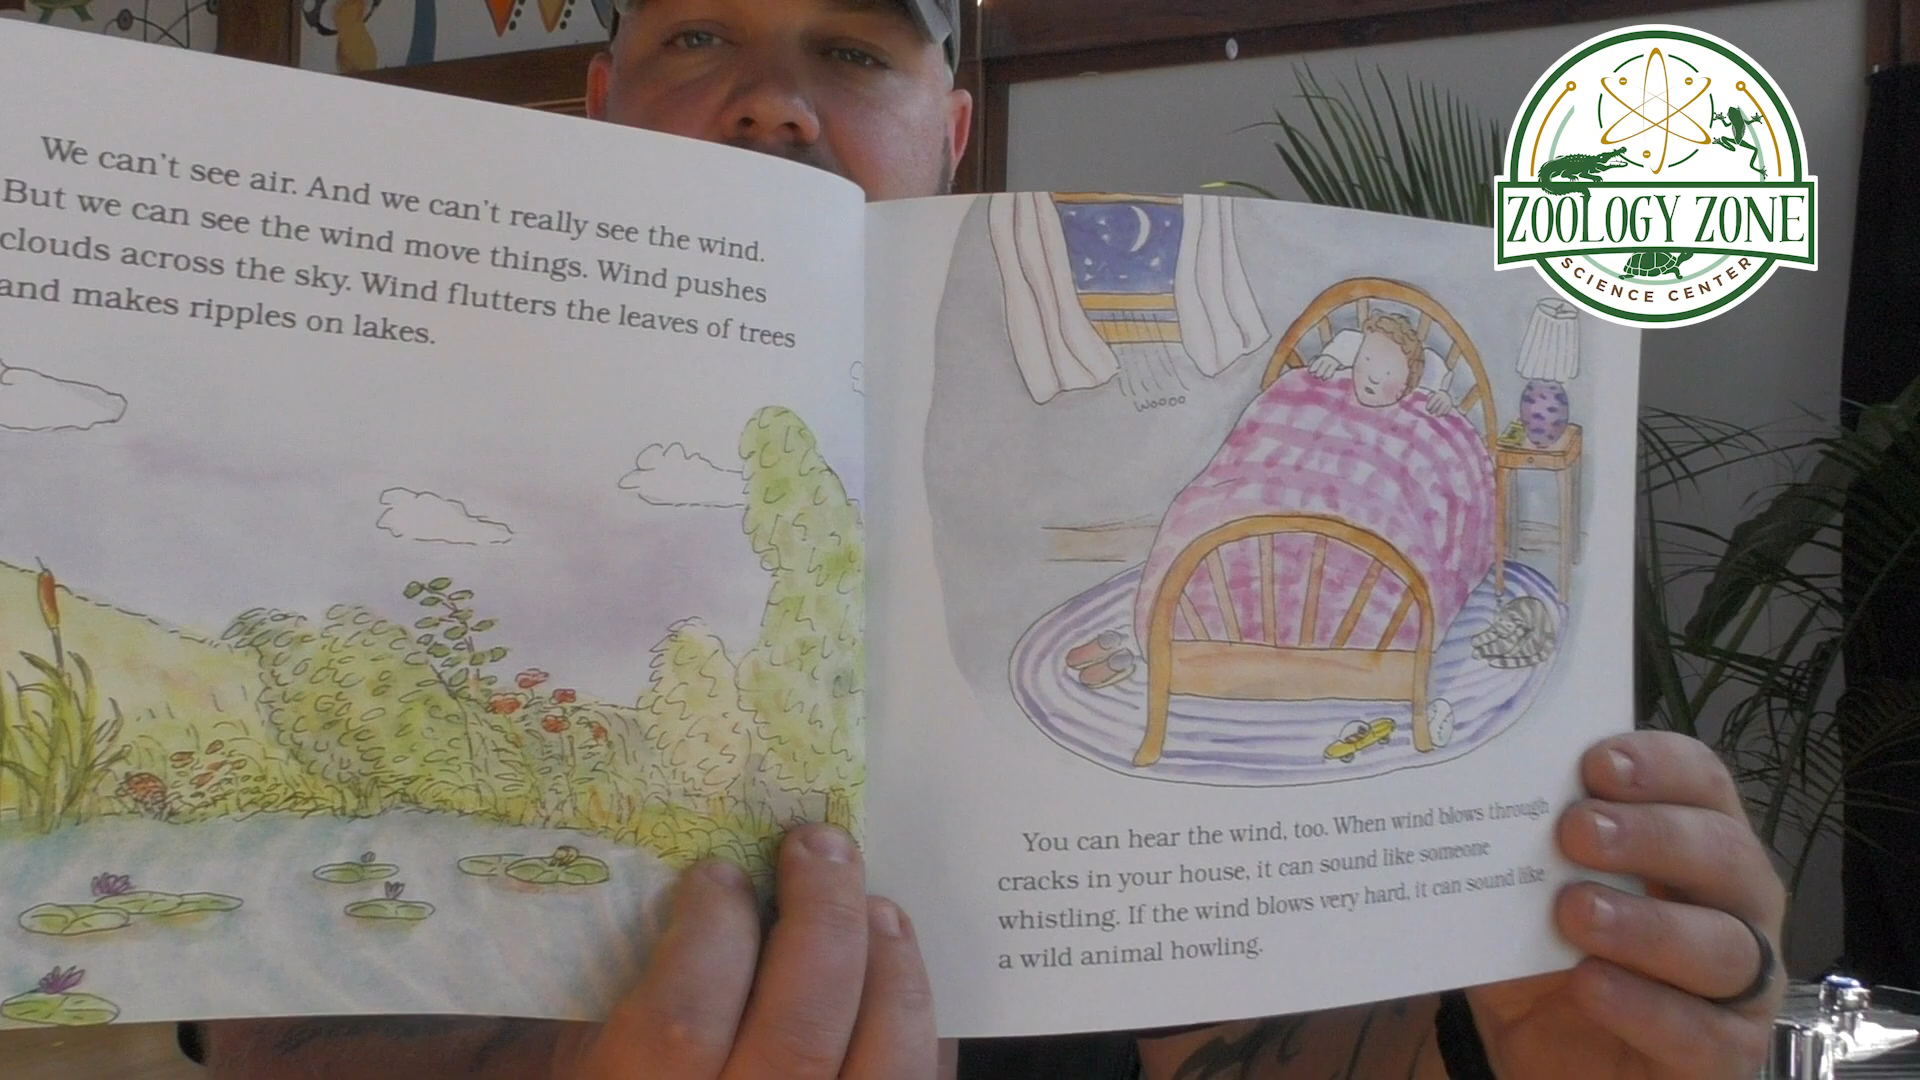 We can't see air. And we can't really see the wind.
But we can see the wind move things. Wind pushes
clouds across the sky. Wind flutters the leaves of trees
and makes ripples on lakes.
Woooo
You can hear the wind, too. When wind blows through
cracks in your house, it can sound like someone
whistling. If the wind blows very hard, it can sound like
a wild animal howling.
ZOOLOGY ZONE
SCIENCE CENTER